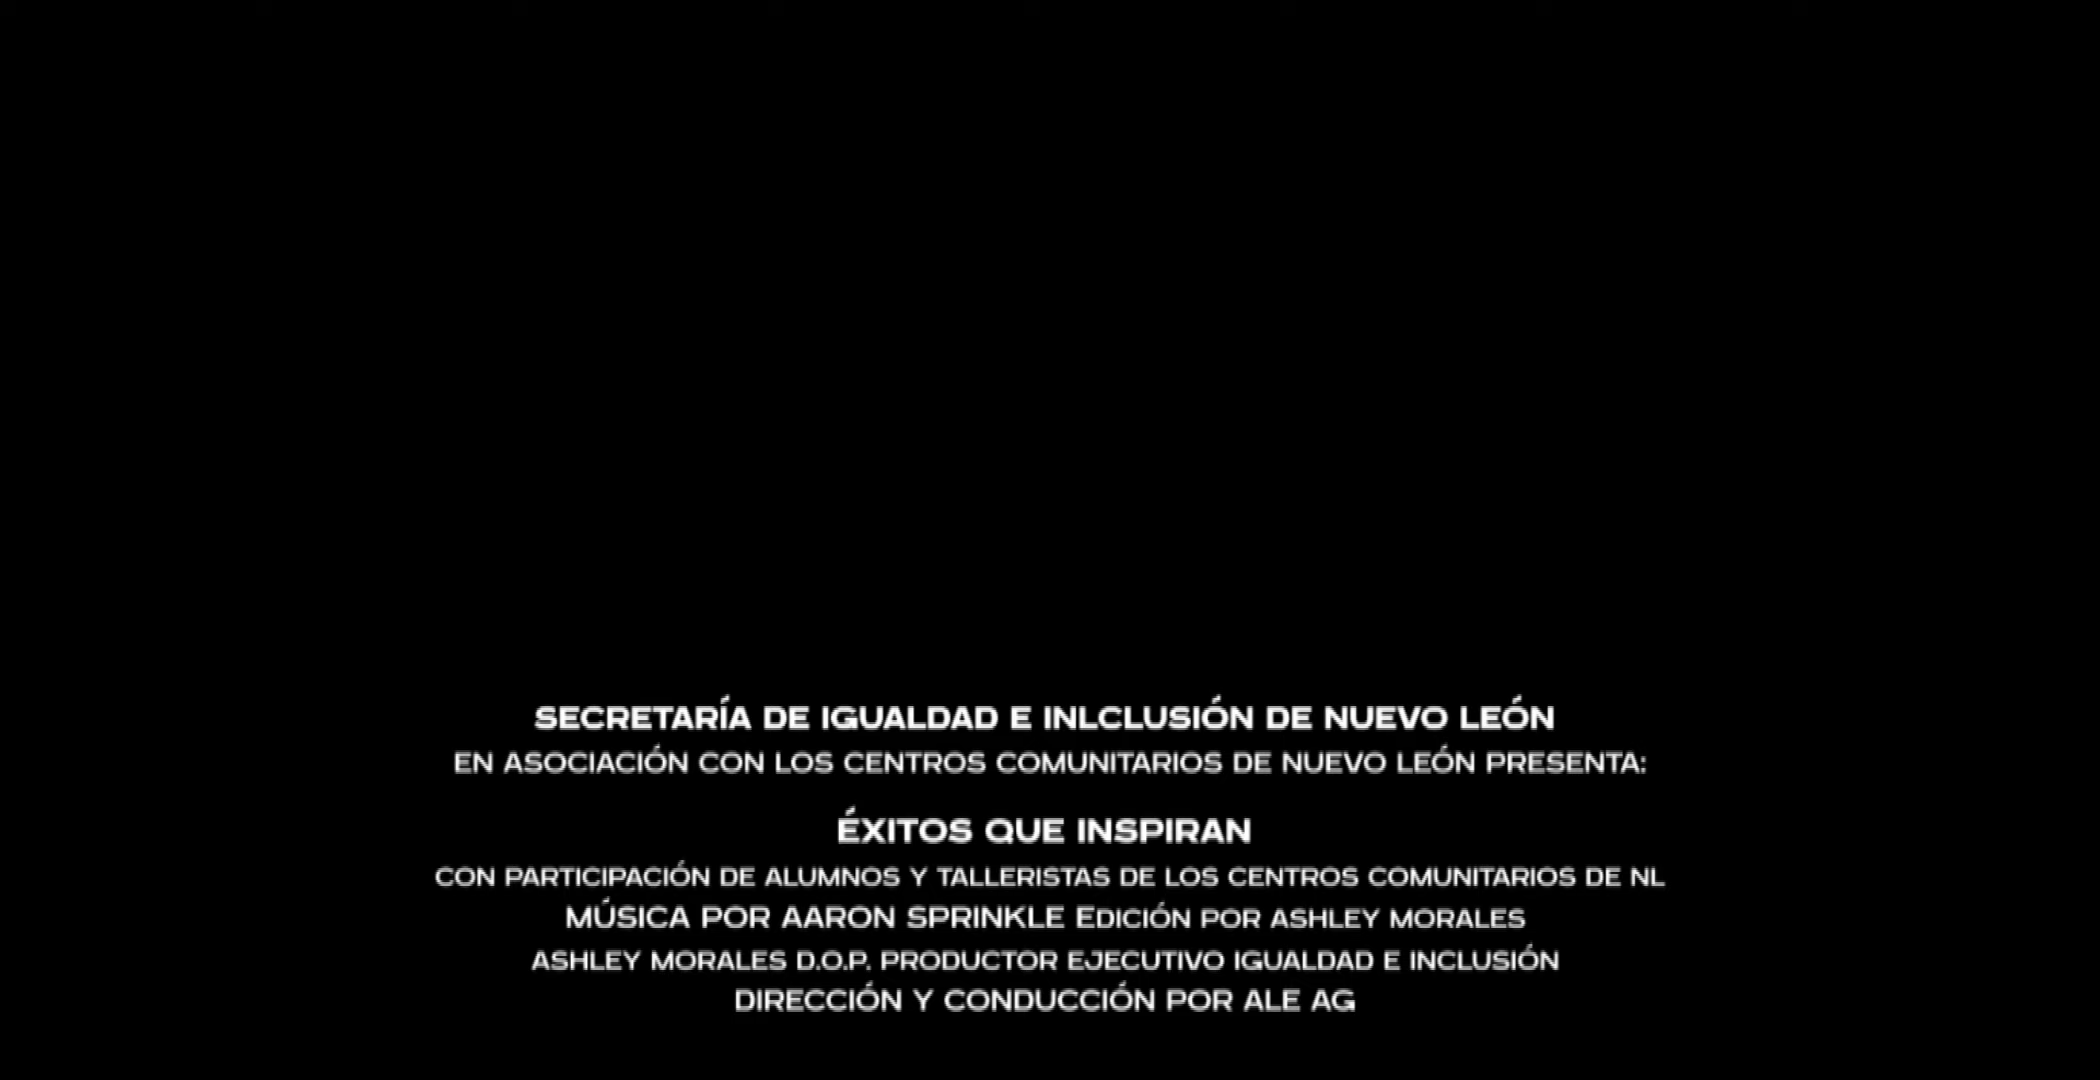 SECRETARÍA DE IGUALDAD E INLCLUSIÓN DE NUEVO LEÓN
EN ASOCIACIÓN CON LOS CENTROS COMUNITARIOS DE NUEVO LEÓN PRESENTA:
ÉXITOS QUE INSPIRAN
CON PARTICIPACIÓN DE ALUMNOS Y TALLERISTAS DE LOS CENTROS COMUNITARIOS DE NL
MÚSICA POR AARON SPRINKLE EDICIÓN POR ASHLEY MORALES
ASHLEY MORALES D.O.P. PRODUCTOR EJECUTIVO IGUALDAD E INCLUSIÓN
DIRECCIÓN Y CONDUCCIÓN POR ALE AG